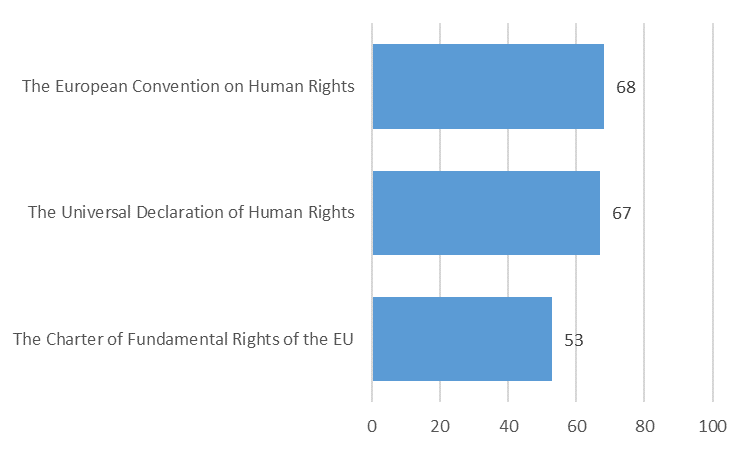 The European Convention on Human Rights 68
The Universal Declaration of Human Rights 67
The Charter of Fundamental Rights of the EU 53
0 20 40 60 80 100